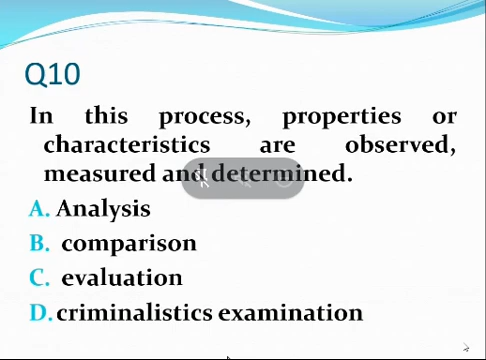 Q10
In this process, properties or
characteristics are observed,
measured and determined.
A. Analysis
B. comparison
C. evaluation
D. criminalistics examination